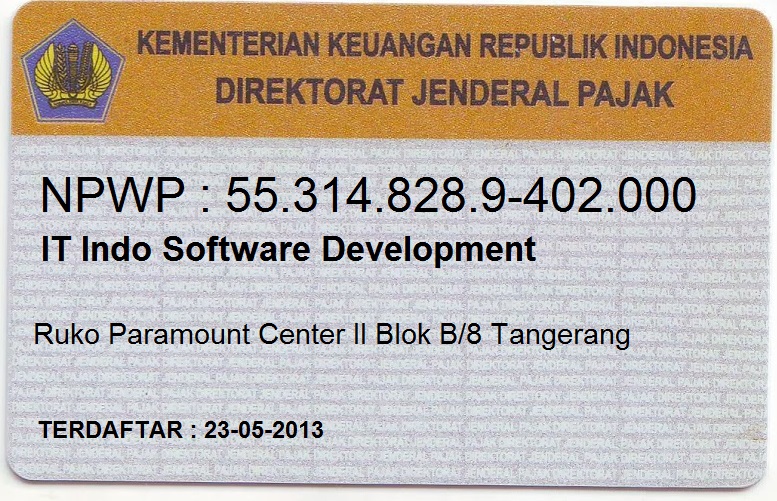 KEMENTERIAN KEUANGAN REPUBLIK INDONESIA
DIREKTORAT JENDERAL PAJAK
NPWP : 55.314.828.9-402.000
IT Indo Software Development
Ruko Paramount Center II Blok B/8 Tangerang
TERDAFTAR : 23-05-2013